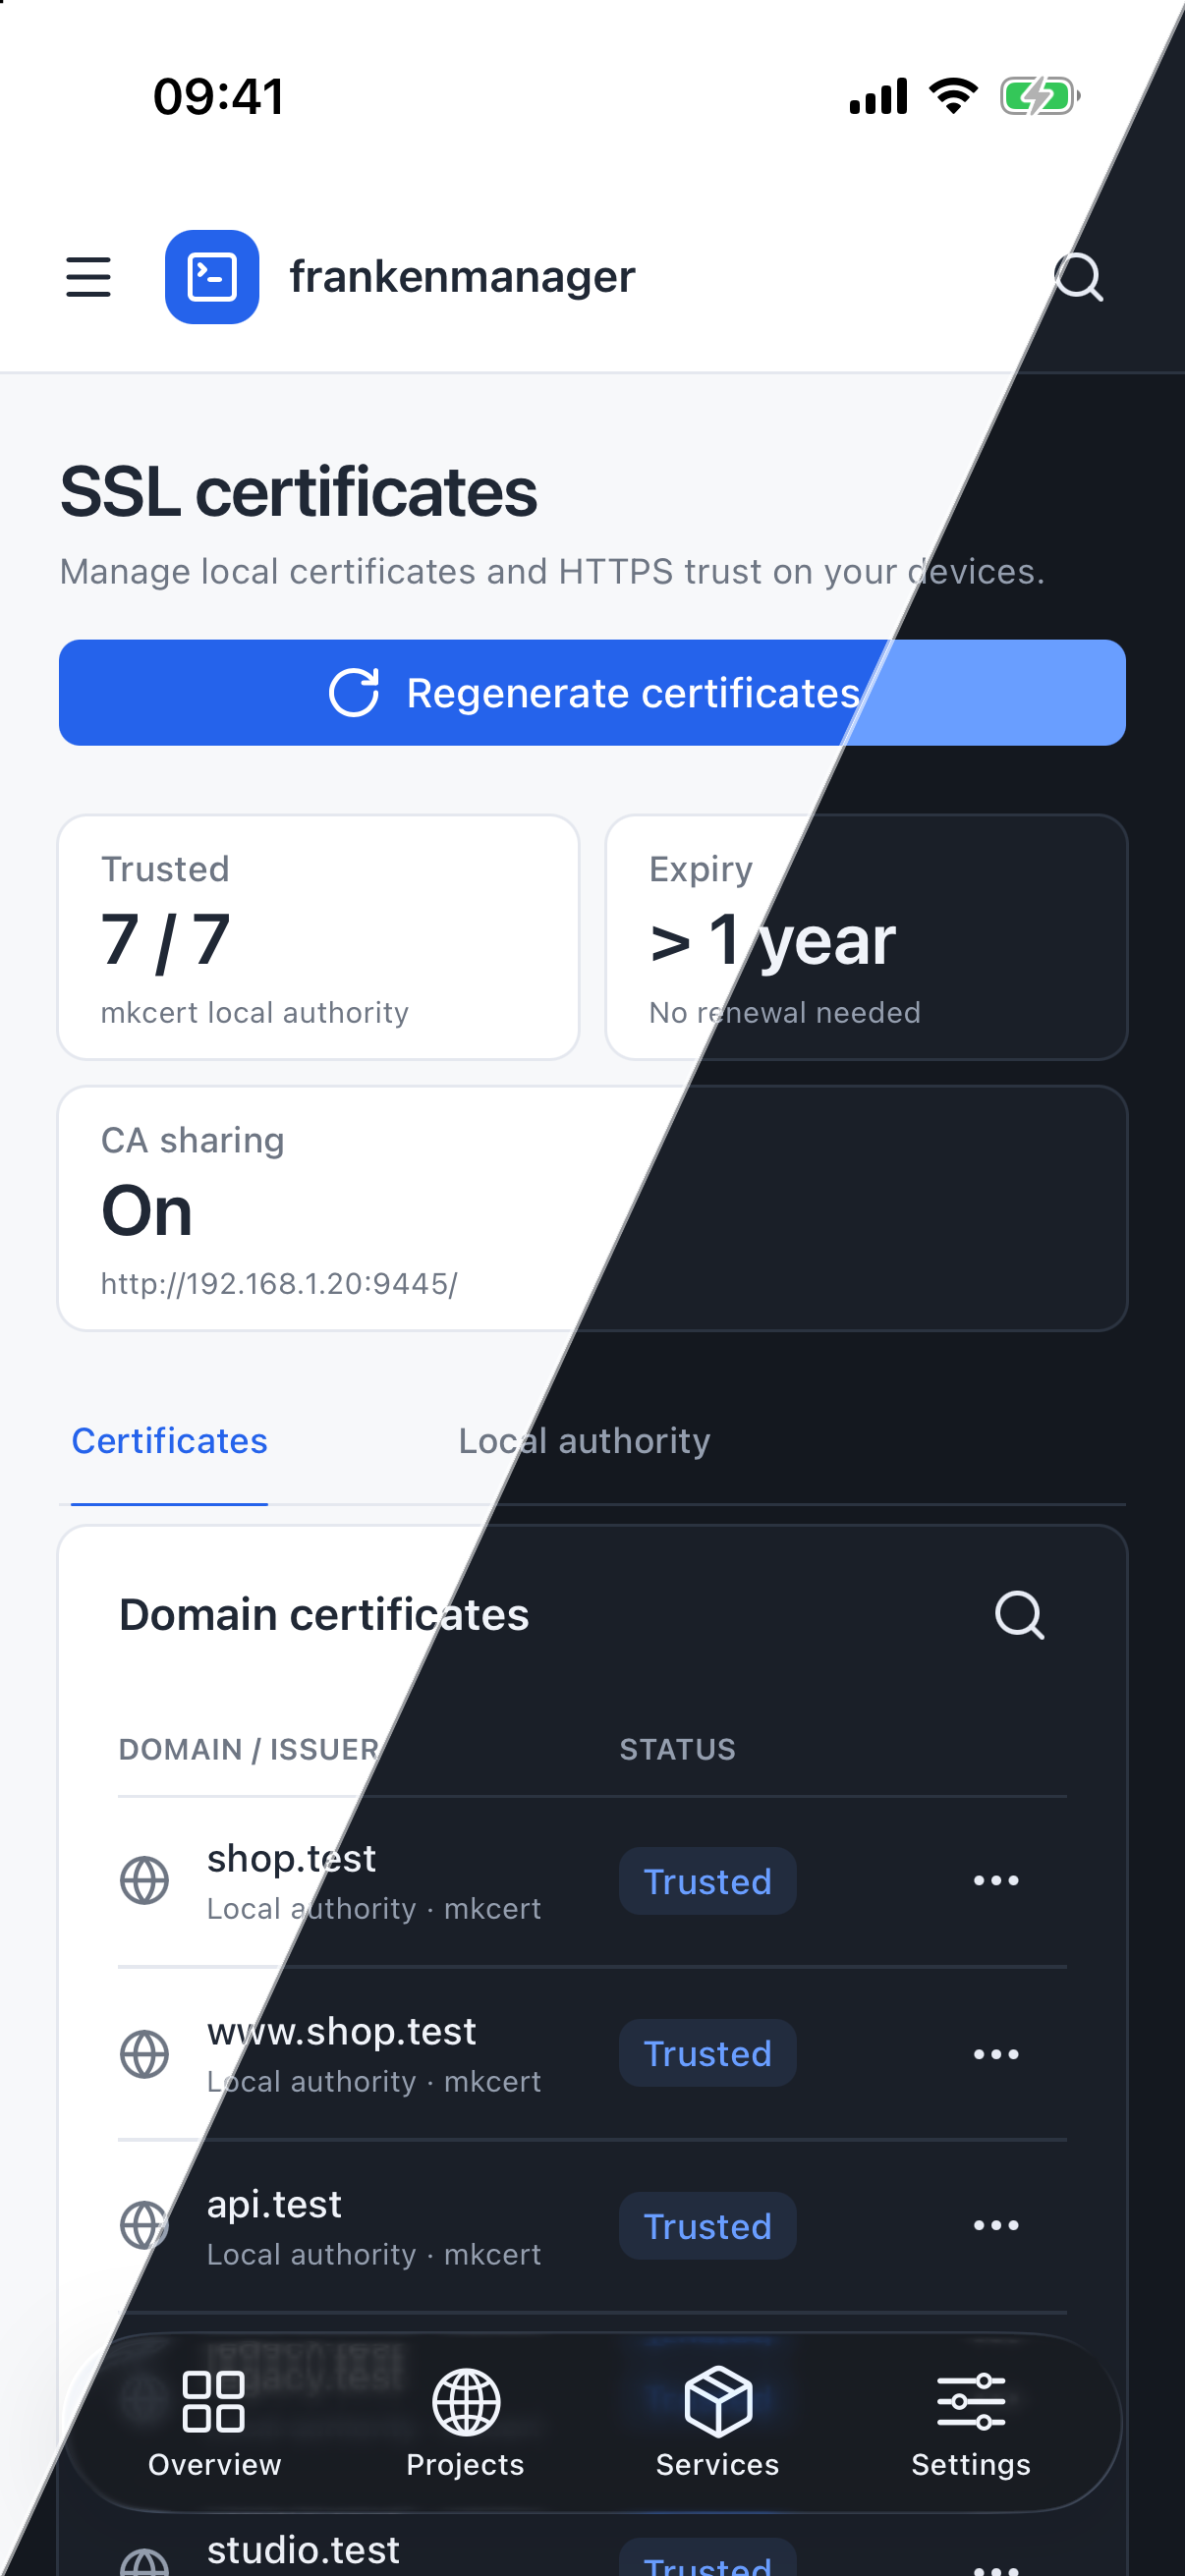 09:41
frankenmanager
SSL certificates
Manage local certificates and HTTPS trust on your devices.
Regenerate certificates
Trusted
7 / 7
mkcert local authority
Expiry
> 1 year
No renewal needed
CA sharing
On
http://192.168.1.20:9445/
Certificates
Local authority
Domain certificates
DOMAIN / ISSUER
STATUS
shop.test
Local authority · mkcert
Trusted
www.shop.test
Local authority · mkcert
Trusted
api.test
Local authority · mkcert
Trusted
Overview
Projects
Services
Settings
studio.test
Trusted